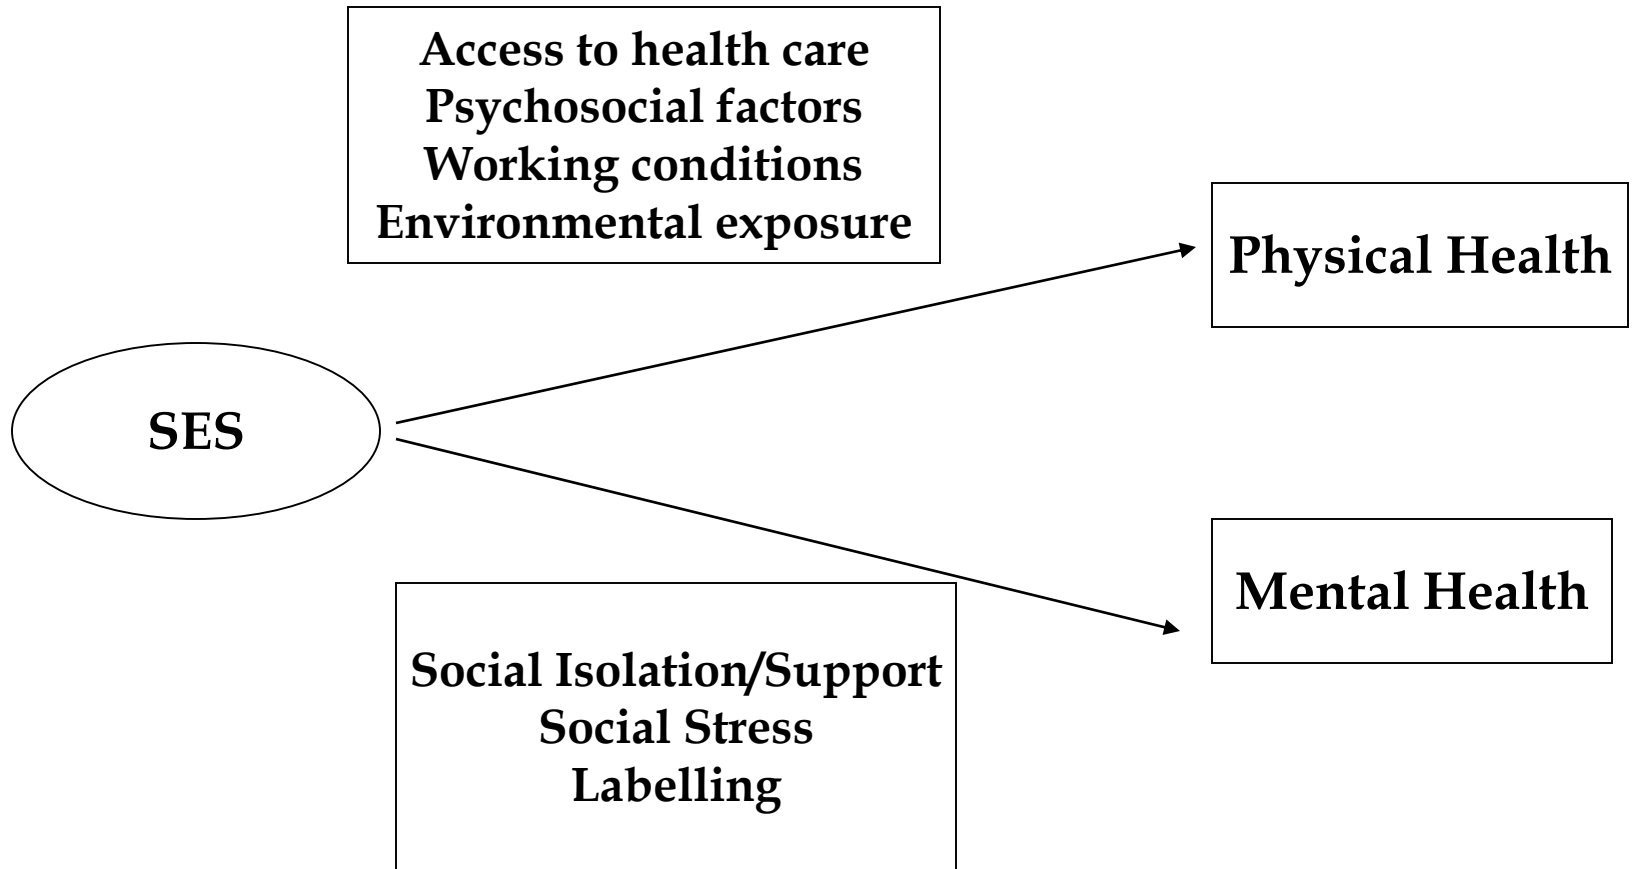 Access to health care
Psychosocial factors
Working conditions
Environmental exposure
Physical Health
SES
Mental Health
Social Isolation/Support
Social Stress
Labelling